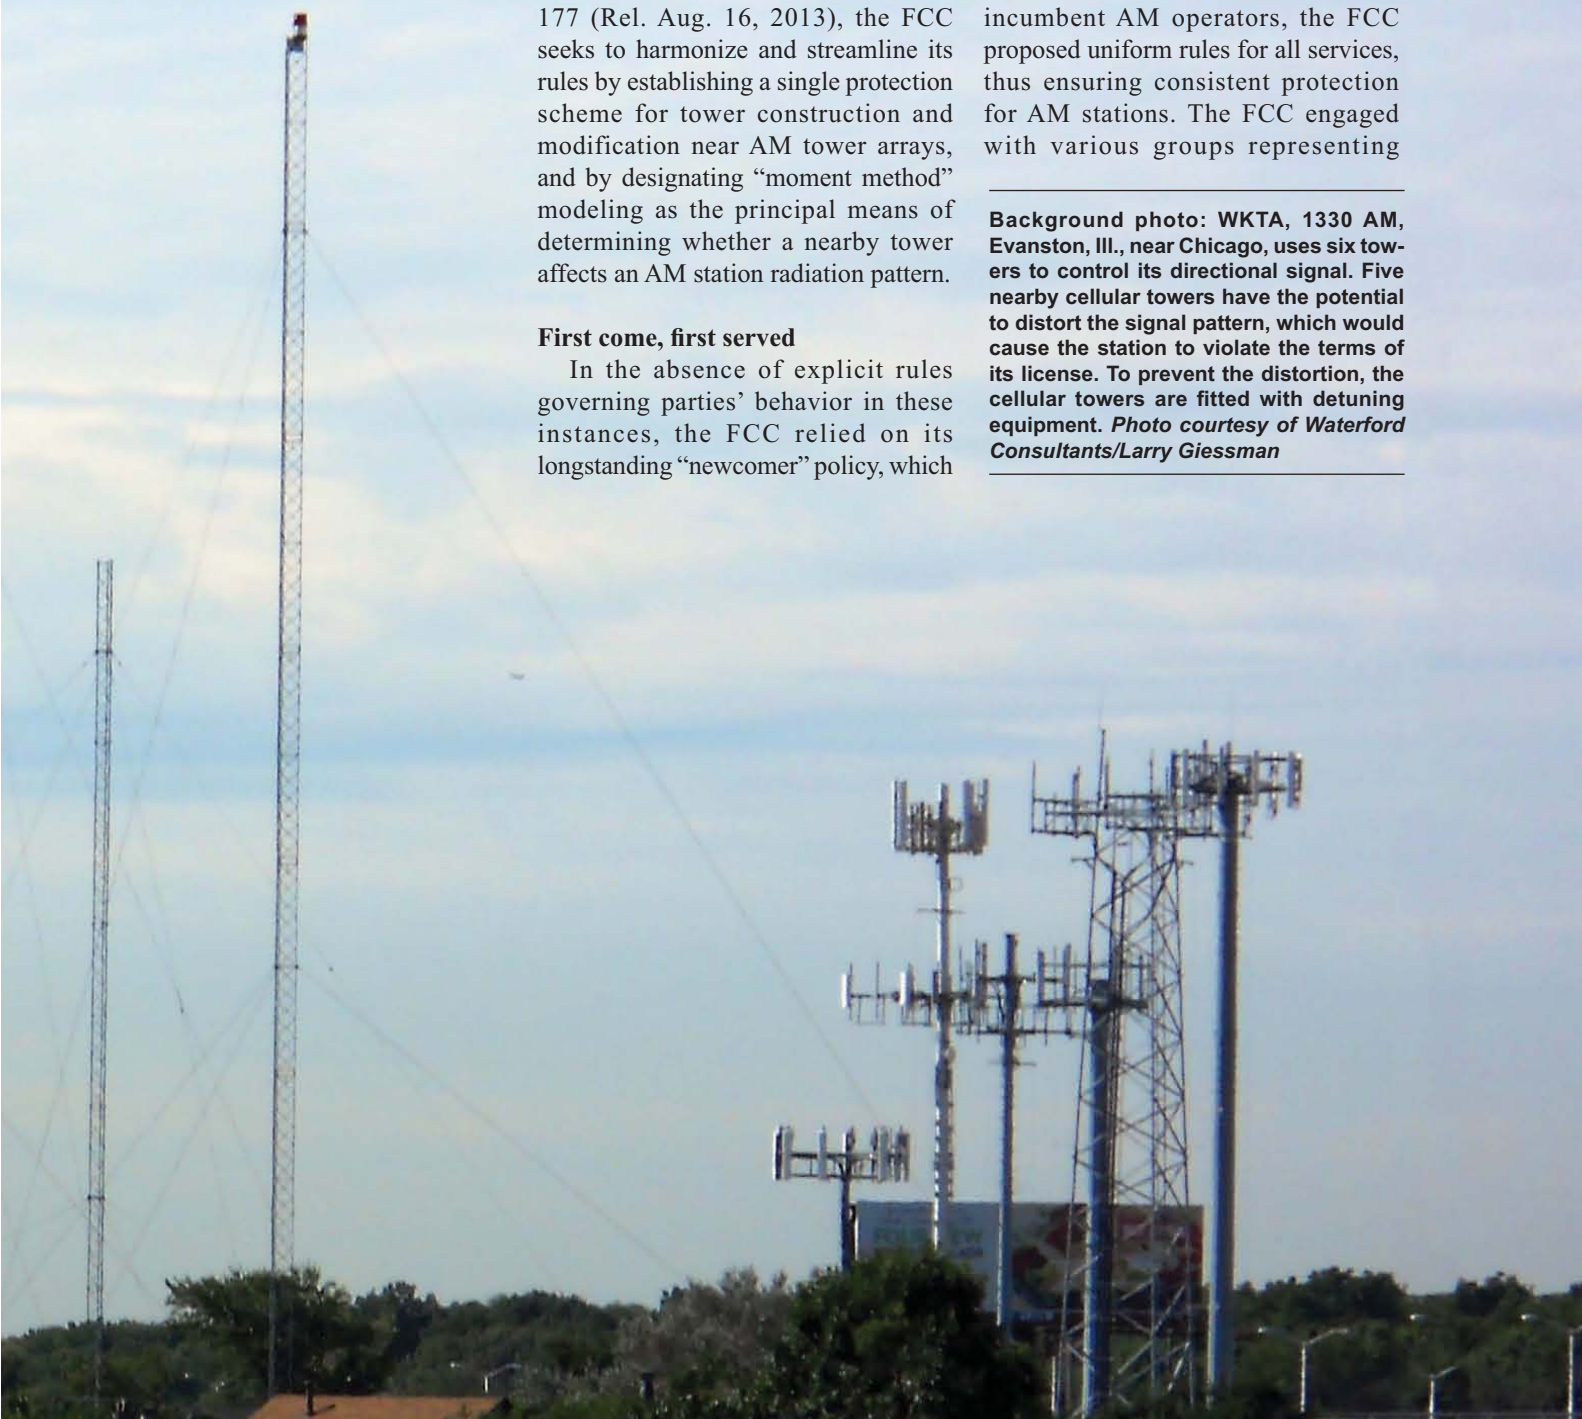 177 (Rel. Aug. 16, 2013), the FCC
seeks to harmonize and streamline its
rules by establishing a single protection
scheme for tower construction and
modification near AM tower arrays,
and by designating “moment method”
modeling as the principal means of
determining whether a nearby tower
affects an AM station radiation pattern.
First come, first served
In the absence of explicit rules
governing parties’ behavior in these
instances, the FCC relied on its
longstanding “newcomer” policy, which
incumbent AM operators, the FCC
proposed uniform rules for all services,
thus ensuring consistent protection
for AM stations. The FCC engaged
with various groups representing
Background photo: WKTA, 1330 AM,
Evanston, Ill., near Chicago, uses six tow-
ers to control its directional signal. Five
nearby cellular towers have the potential
to distort the signal pattern, which would
cause the station to violate the terms of
its license. To prevent the distortion, the
cellular towers are fitted with detuning
equipment. Photo courtesy of Waterford
Consultants/Larry Giessman